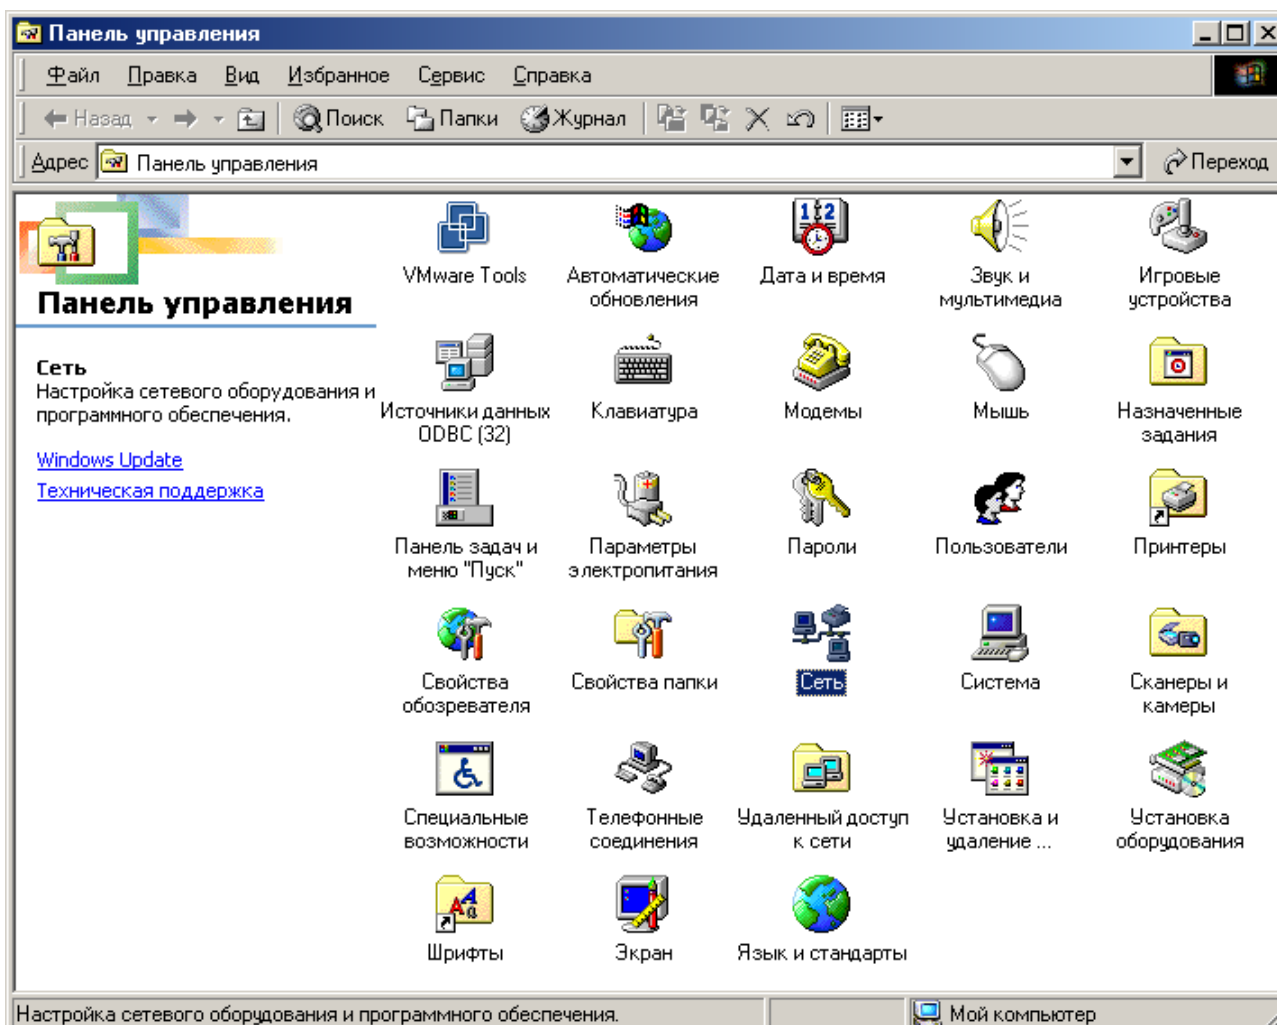 Панель управления
Файл Правка Вид Избранное Сервис Справка
Назад Поиск Папки Журнал
Адрес Панель управления Переход
Панель управления
Сеть
Настройка сетевого оборудования и
программного обеспечения.
Windows Update
Техническая поддержка
VMware Tools
Автоматические
обновления
Дата и время
Звук и
мультимедиа
Игровые
устройства
Источники данных
ODBC (32)
Клавиатура
Модемы
Мышь
Назначенные
задания
Панель задач и
меню "Пуск"
Параметры
электропитания
Пароли
Пользователи
Принтеры
Свойства
обозревателя
Свойства папки
Сеть
Система
Сканеры и
камеры
Специальные
возможности
Телефонные
соединения
Удаленный доступ
к сети
Установка и
удаление ...
Установка
оборудования
Шрифты
Экран
Язык и стандарты
Настройка сетевого оборудования и программного обеспечения. Мой компьютер